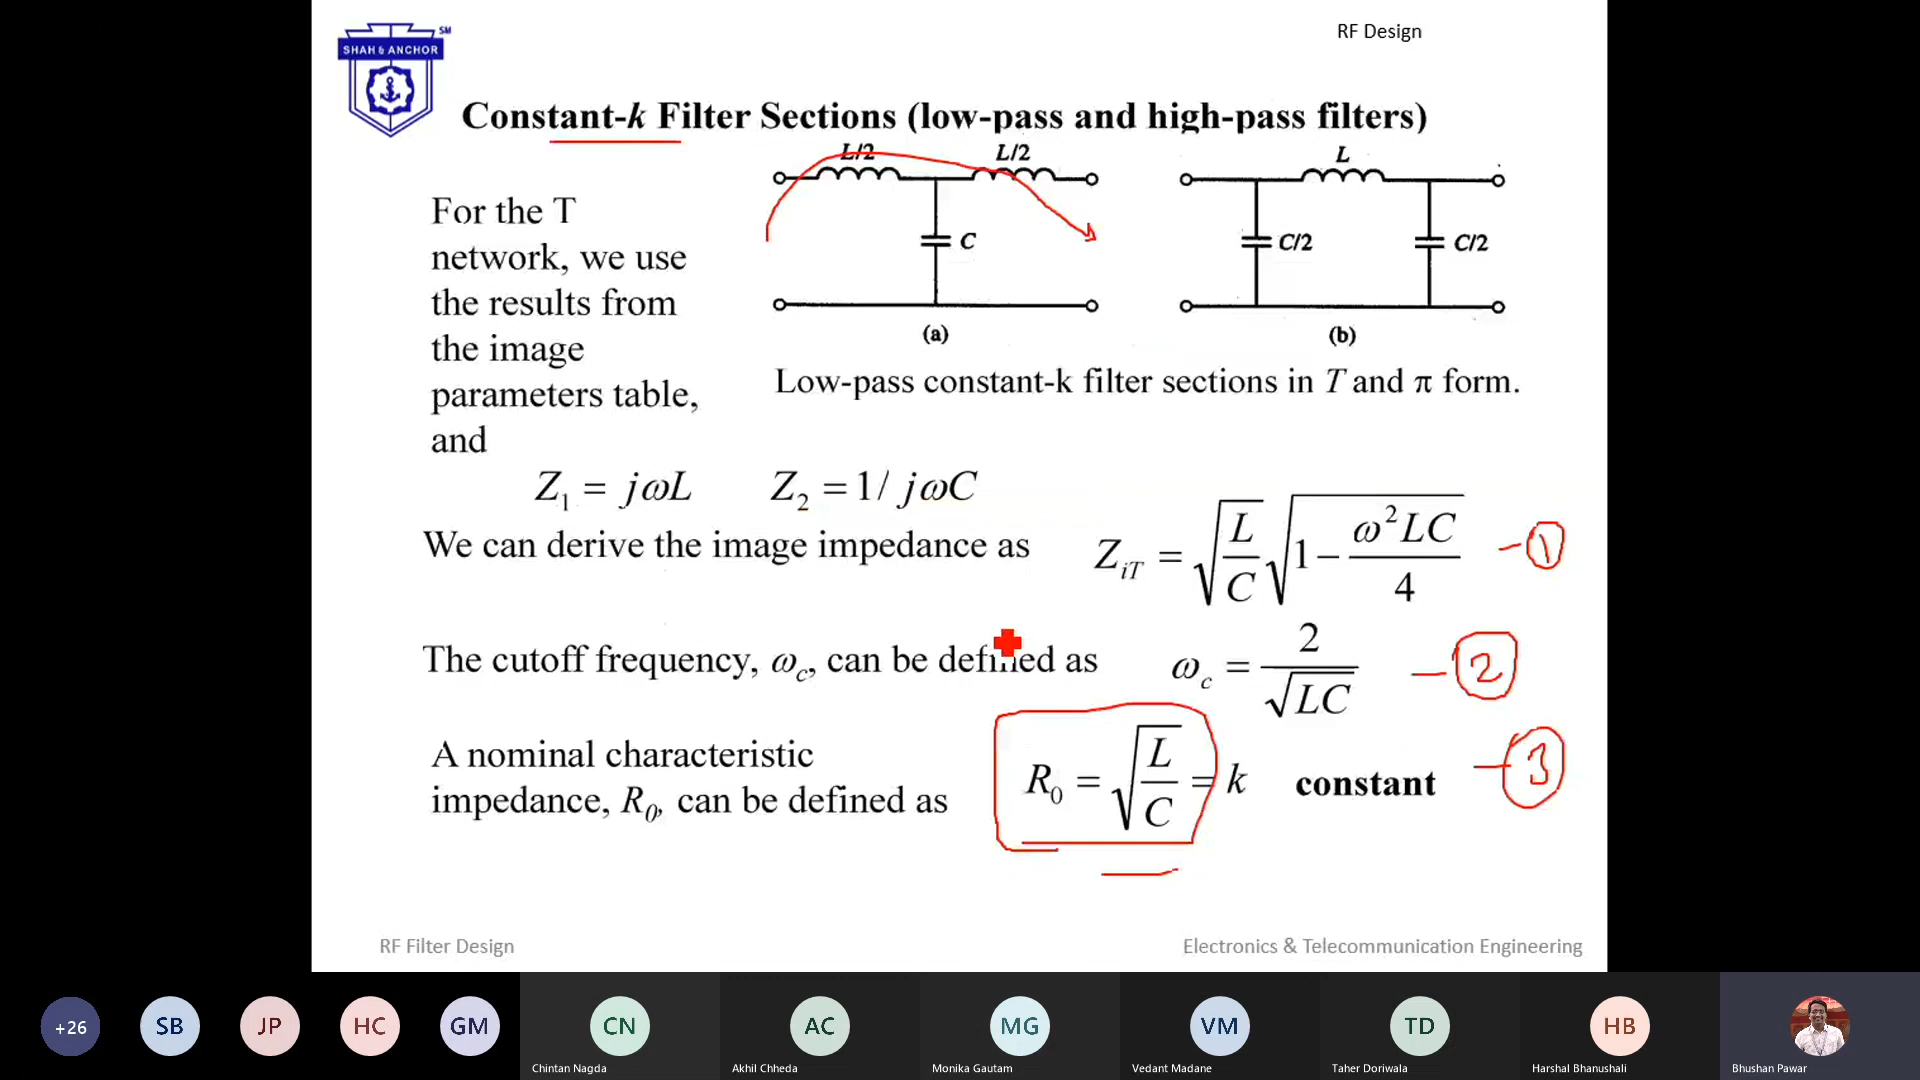 RF Design
SM
SHAH & ANCHOR
Constant-k Filter Sections (low-pass and high-pass filters)
L/2
L/2
L
For the T
network, we use
the results from
the image
parameters table,
and
C
C/2
C/2
(a)
(b)
Low-pass constant-k filter sections in T and π form.
Z₁ = jωL Z₂ = 1/ jωC
We can derive the image impedance as
Z_iT = √(L/C) √(1 − ω²LC/4) - ①
The cutoff frequency, ω_c, can be defined as
ω_c = 2/√LC - ②
A nominal characteristic
impedance, R₀, can be defined as
R₀ = √(L/C) = k constant - ③
RF Filter Design
Electronics & Telecommunication Engineering
+26
SB
JP
HC
GM
CN
AC
MG
VM
TD
HB
Chintan Nagda
Akhil Chheda
Monika Gautam
Vedant Madane
Taher Doriwala
Harshal Bhanushali
Bhushan Pawar